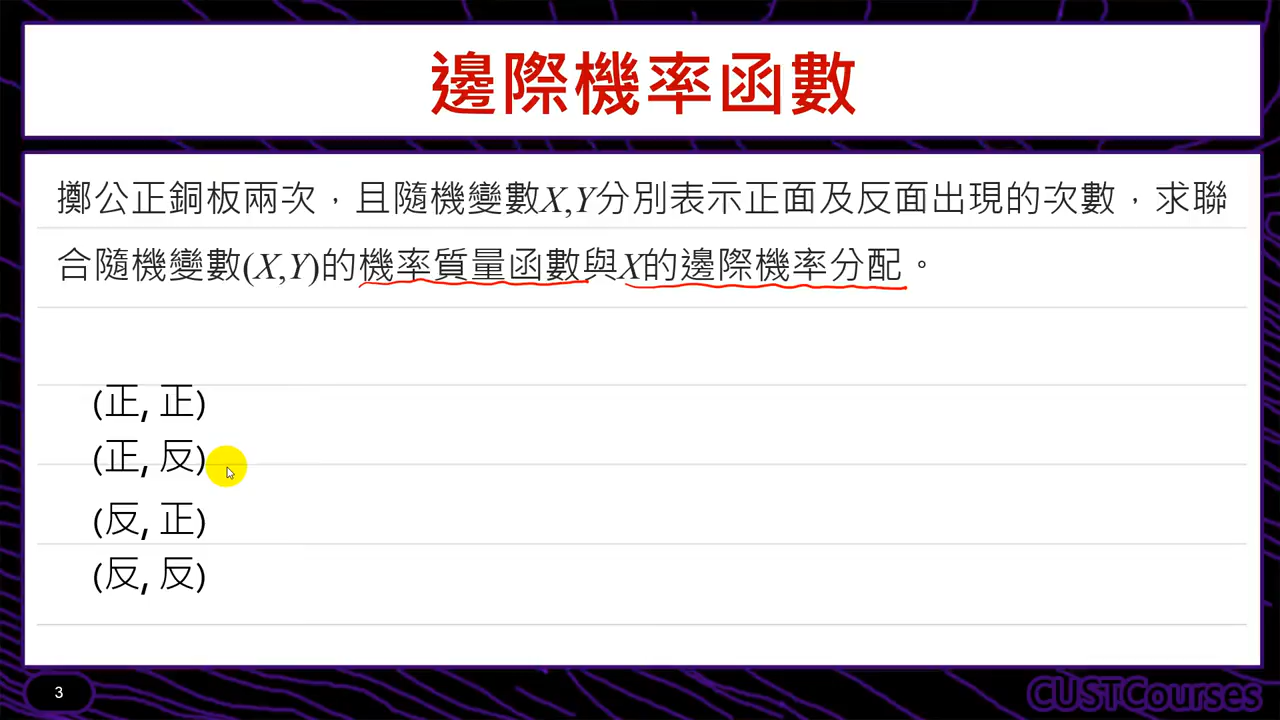 邊際機率函數
擲公正銅板兩次，且隨機變數X,Y分別表示正面及反面出現的次數，求聯
合隨機變數(X,Y)的機率質量函數與X的邊際機率分配。
(正, 正)
(正, 反)
(反, 正)
(反, 反)
3
CUSTCourses